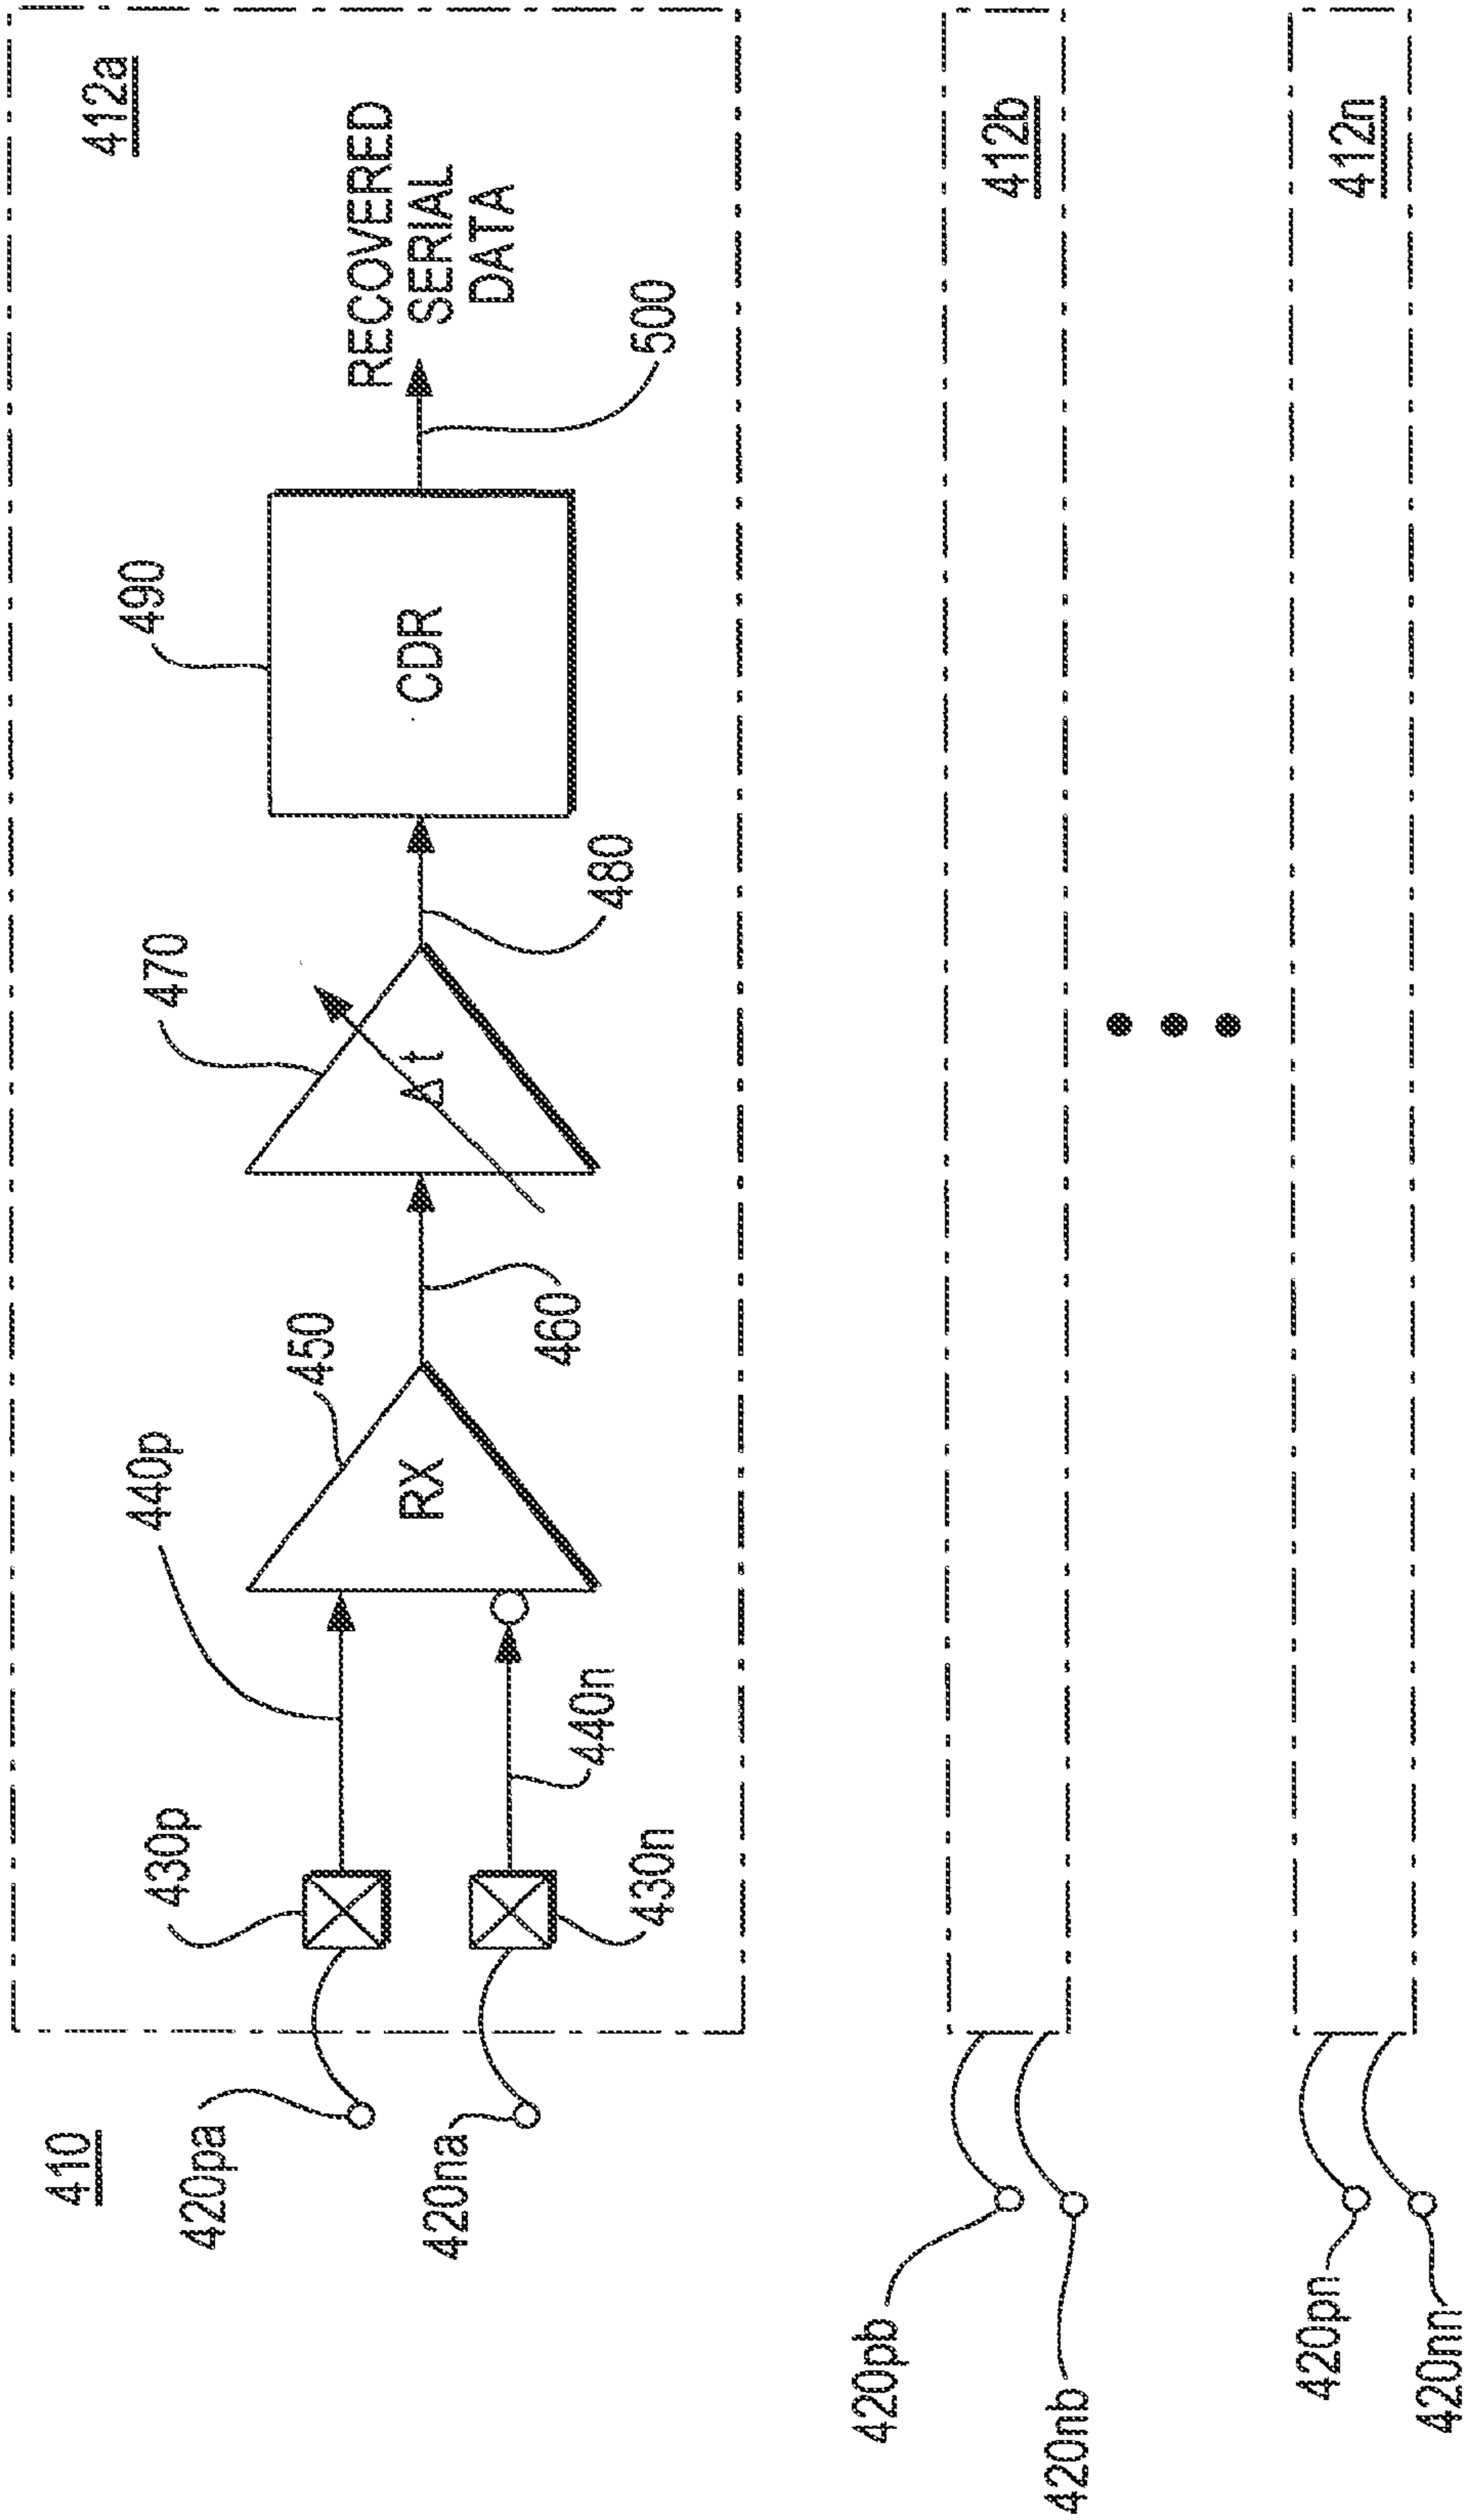 410
412a
420pa
430p
440p
450
470
490
RX
Δt
CDR
RECOVERED
SERIAL
DATA
420na
430n
440n
460
480
500
420pb
420nb
412b
420pn
420nn
412n